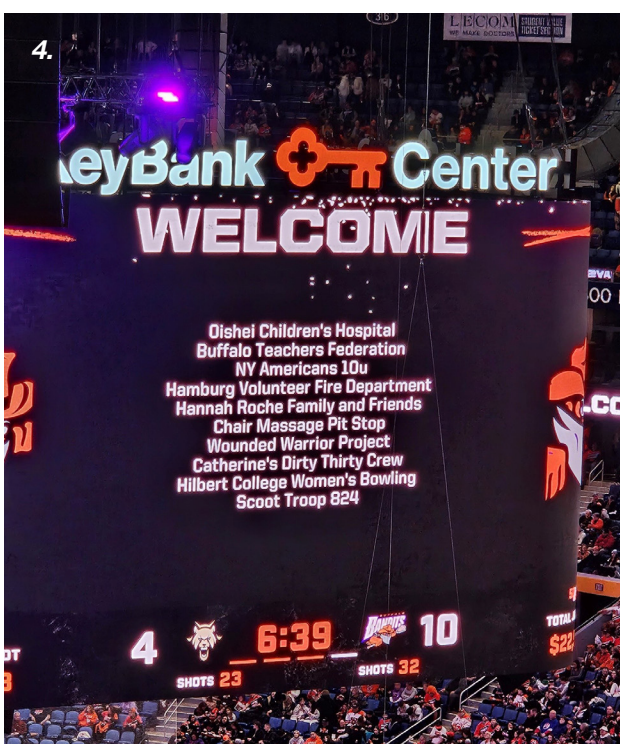 4.
LECOM
WE MAKE DOCTORS
KeyBank Center
WELCOME
Oishei Children's Hospital
Buffalo Teachers Federation
NY Americans 10u
Hamburg Volunteer Fire Department
Hannah Roche Family and Friends
Chair Massage Pit Stop
Wounded Warrior Project
Catherine's Dirty Thirty Crew
Hilbert College Women's Bowling
Scoot Troop 824
4 6:39 BANDITS 10
SHOTS 23 SHOTS 32
TOTAL
$22